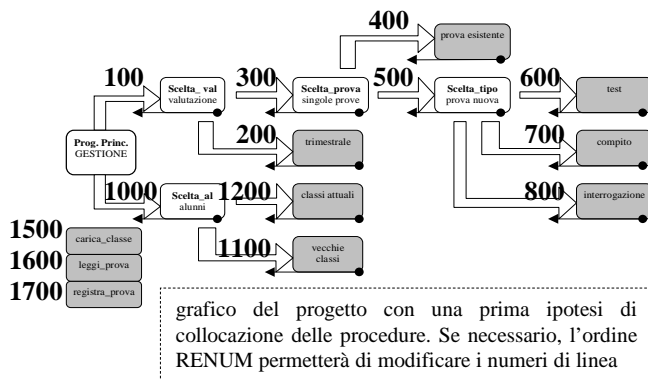 400
prova esistente
100
Scelta_ val
valutazione
300
Scelta_prova
singole prove
500
Scelta_tipo
prova nuova
600
test
Prog. Princ.
GESTIONE
200
trimestrale
700
compito
1000
Scelta_al
alunni
1200
classi attuali
800
interrogazione
1500
carica_classe
1100
vecchie
classi
1600
leggi_prova
1700
registra_prova
grafico del progetto con una prima ipotesi di
collocazione delle procedure. Se necessario, l'ordine
RENUM permetterà di modificare i numeri di linea